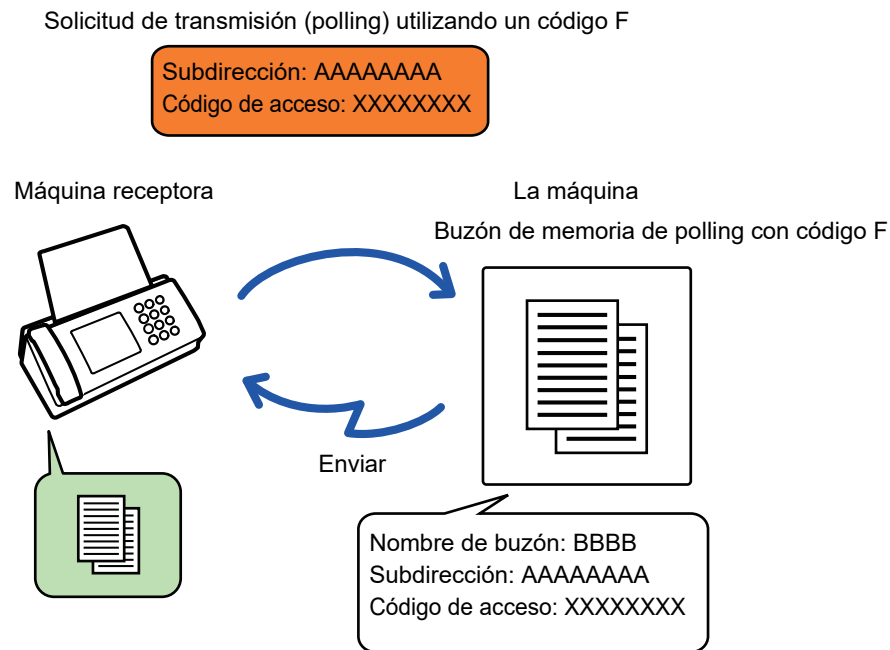 Solicitud de transmisión (polling) utilizando un código F
Subdirección: AAAAAAAA
Código de acceso: XXXXXXXX
Máquina receptora
La máquina
Buzón de memoria de polling con código F
Enviar
Nombre de buzón: BBBB
Subdirección: AAAAAAAA
Código de acceso: XXXXXXXX